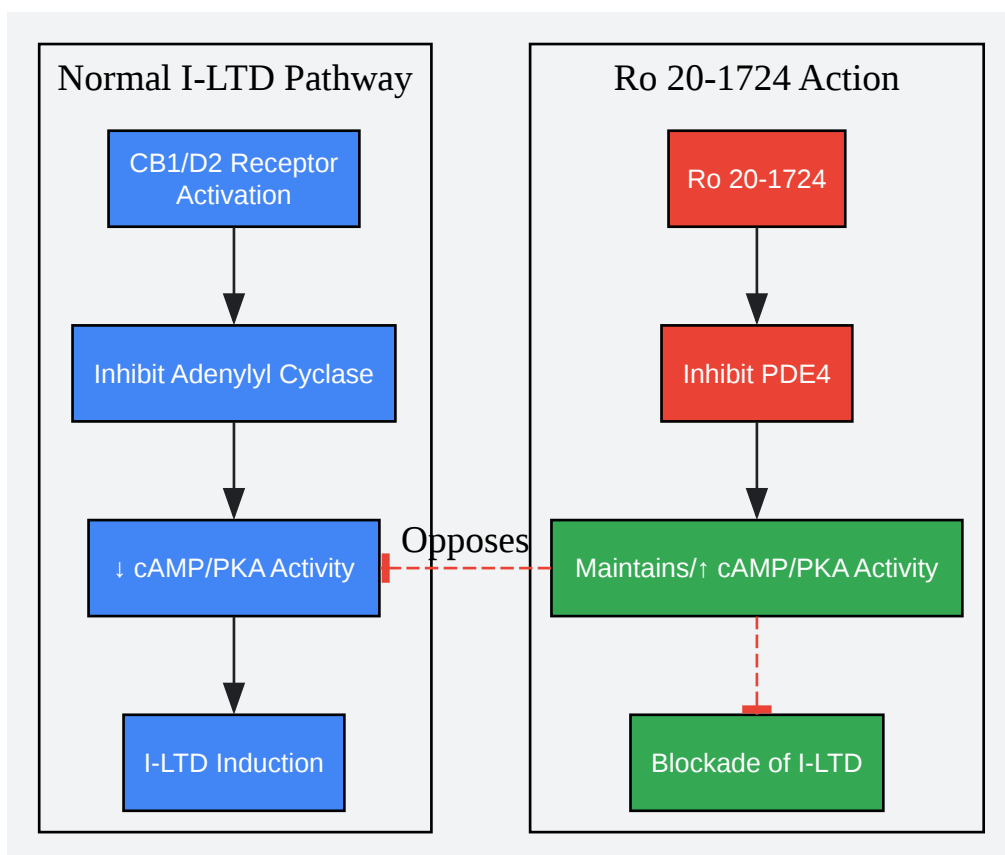 Normal I-LTD Pathway
CB1/D2 Receptor
Activation
Inhibit Adenylyl Cyclase
↓ cAMP/PKA Activity
I-LTD Induction
Opposes
Ro 20-1724 Action
Ro 20-1724
Inhibit PDE4
Maintains/↑ cAMP/PKA Activity
Blockade of I-LTD